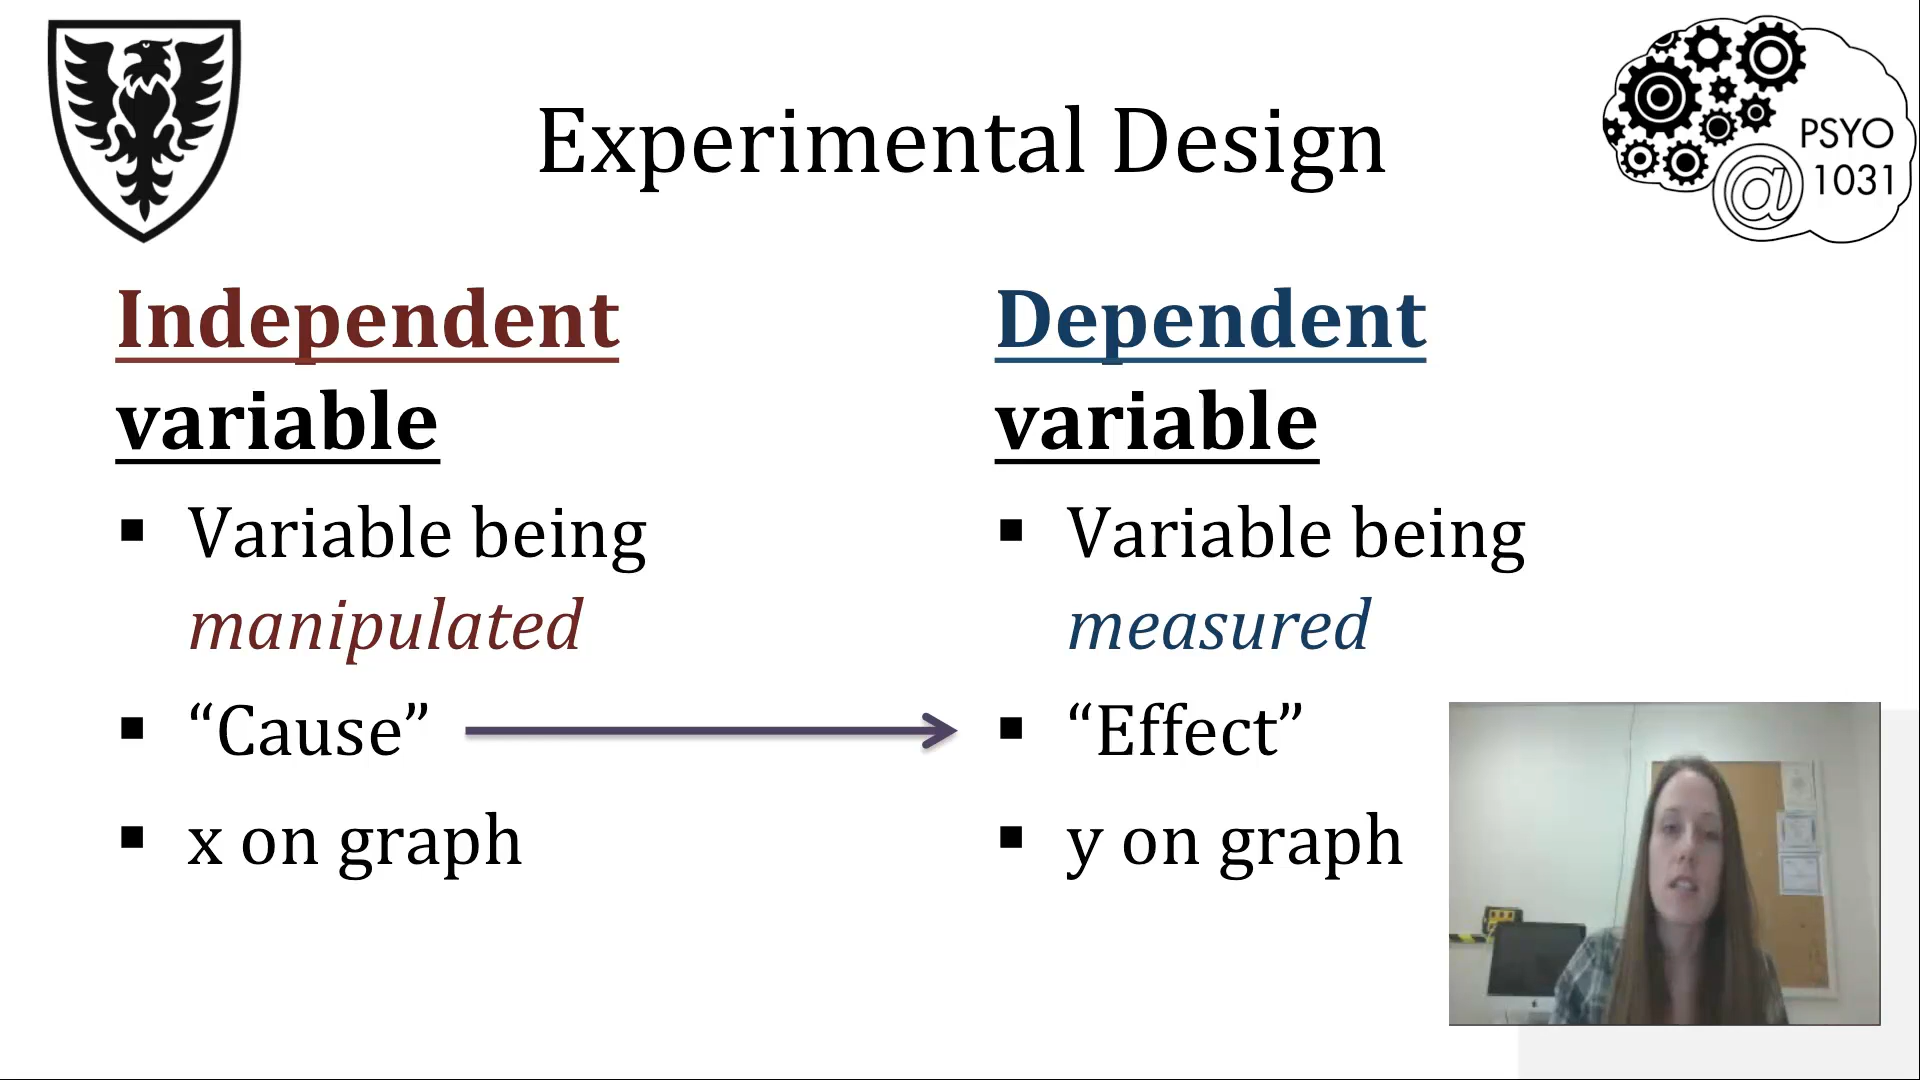 Experimental Design
PSYO
@ 1031
Independent
variable
▪ Variable being
manipulated
▪ “Cause”
▪ x on graph
Dependent
variable
▪ Variable being
measured
▪ “Effect”
▪ y on graph